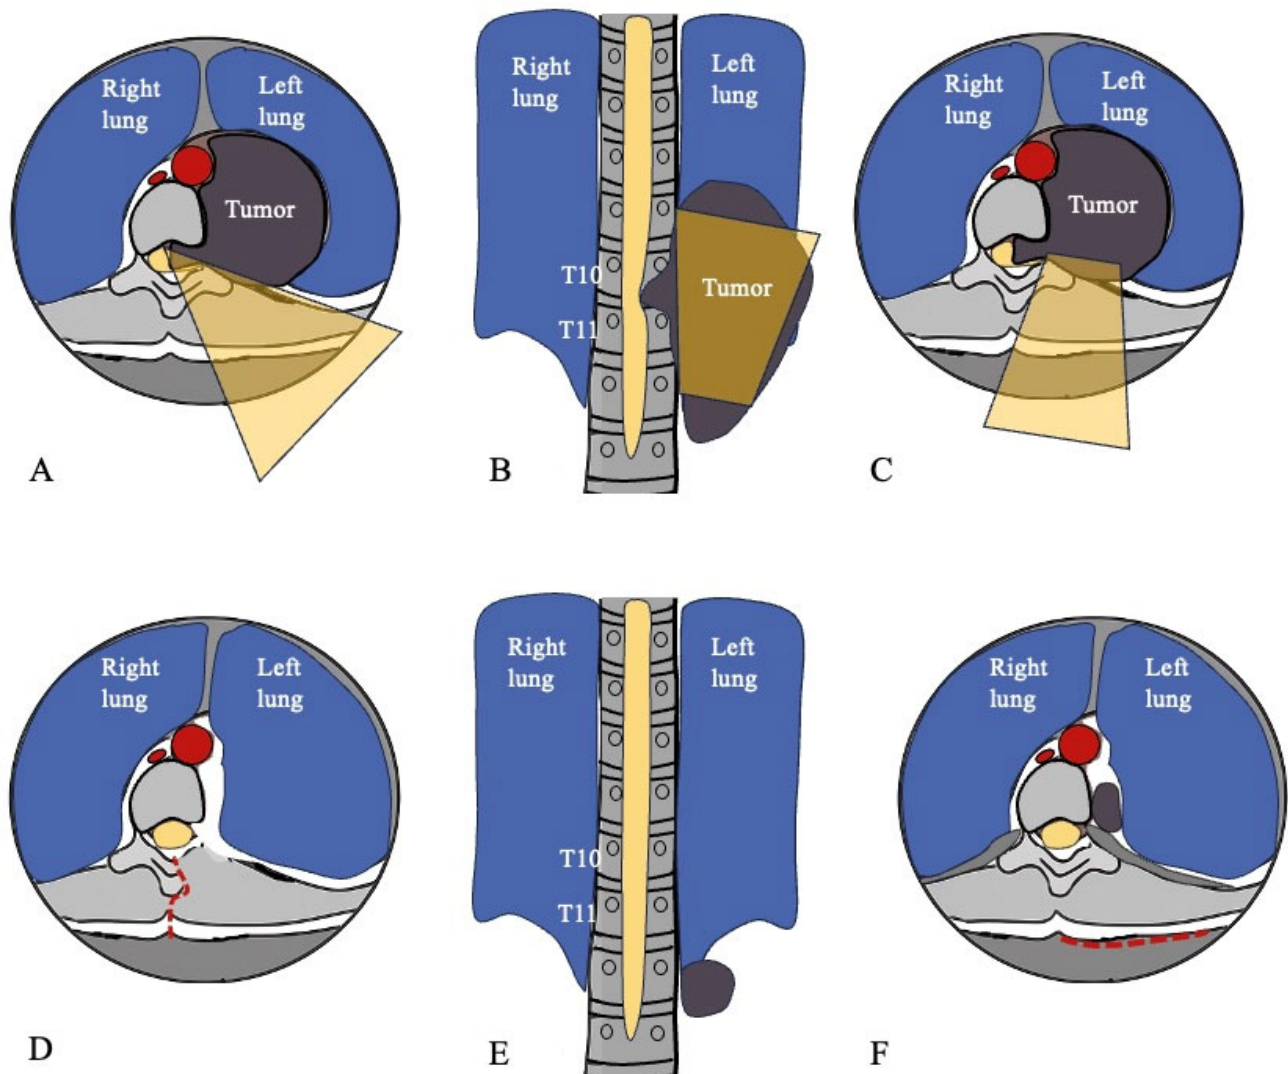 Right
lung
Left
lung
Tumor
A
Right
lung
Left
lung
T10
Tumor
T11
B
Right
lung
Left
lung
Tumor
C
Right
lung
Left
lung
D
Right
lung
Left
lung
T10
T11
E
Right
lung
Left
lung
F